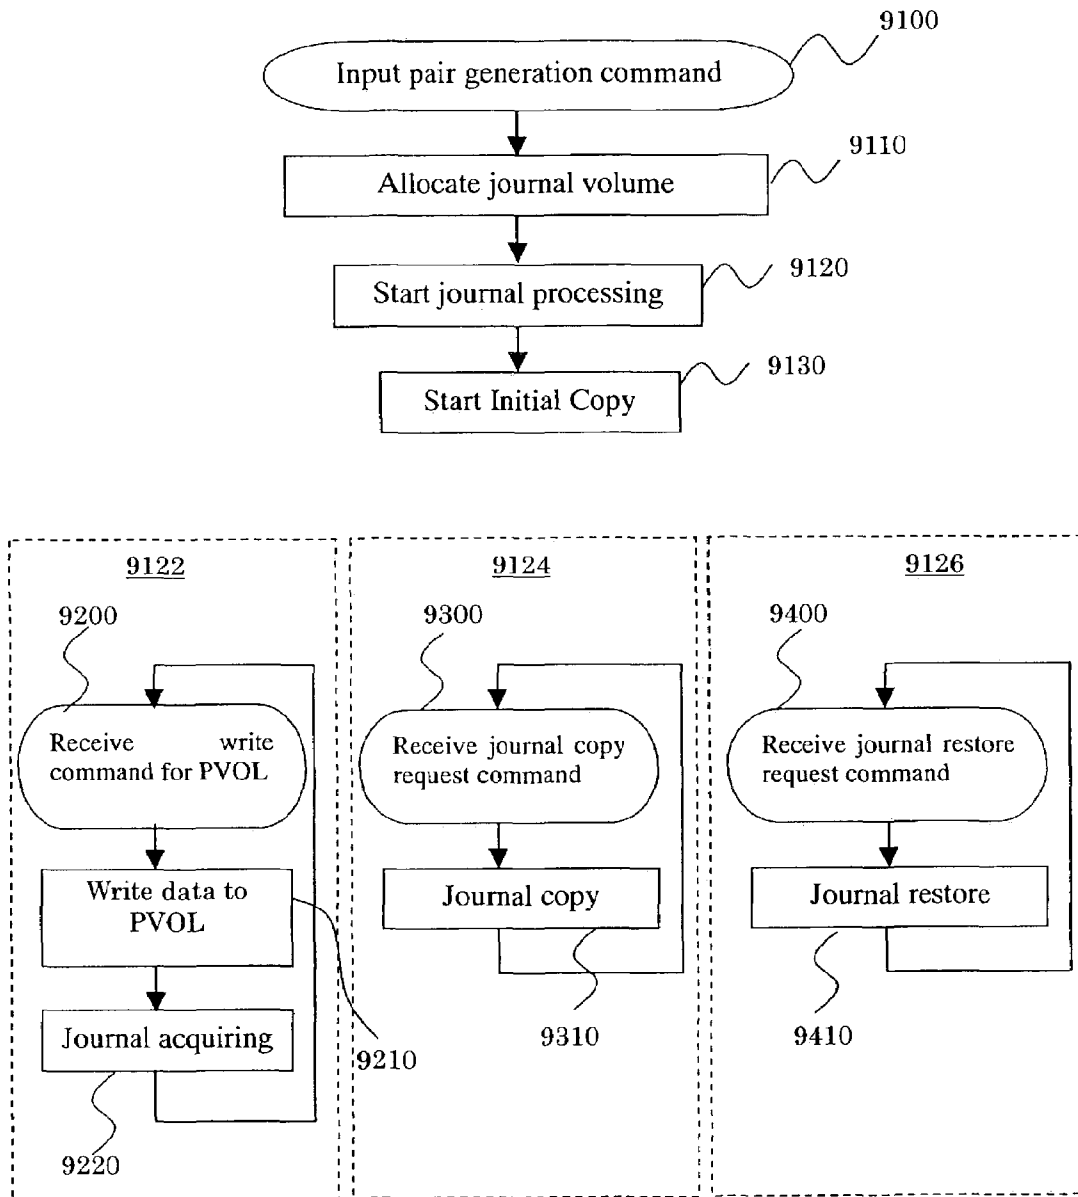 9100
Input pair generation command
9110
Allocate journal volume
9120
Start journal processing
9130
Start Initial Copy
9122
9200
Receive write
command for PVOL
Write data to
PVOL
9210
Journal acquiring
9220
9124
9300
Receive journal copy
request command
Journal copy
9310
9126
9400
Receive journal restore
request command
Journal restore
9410